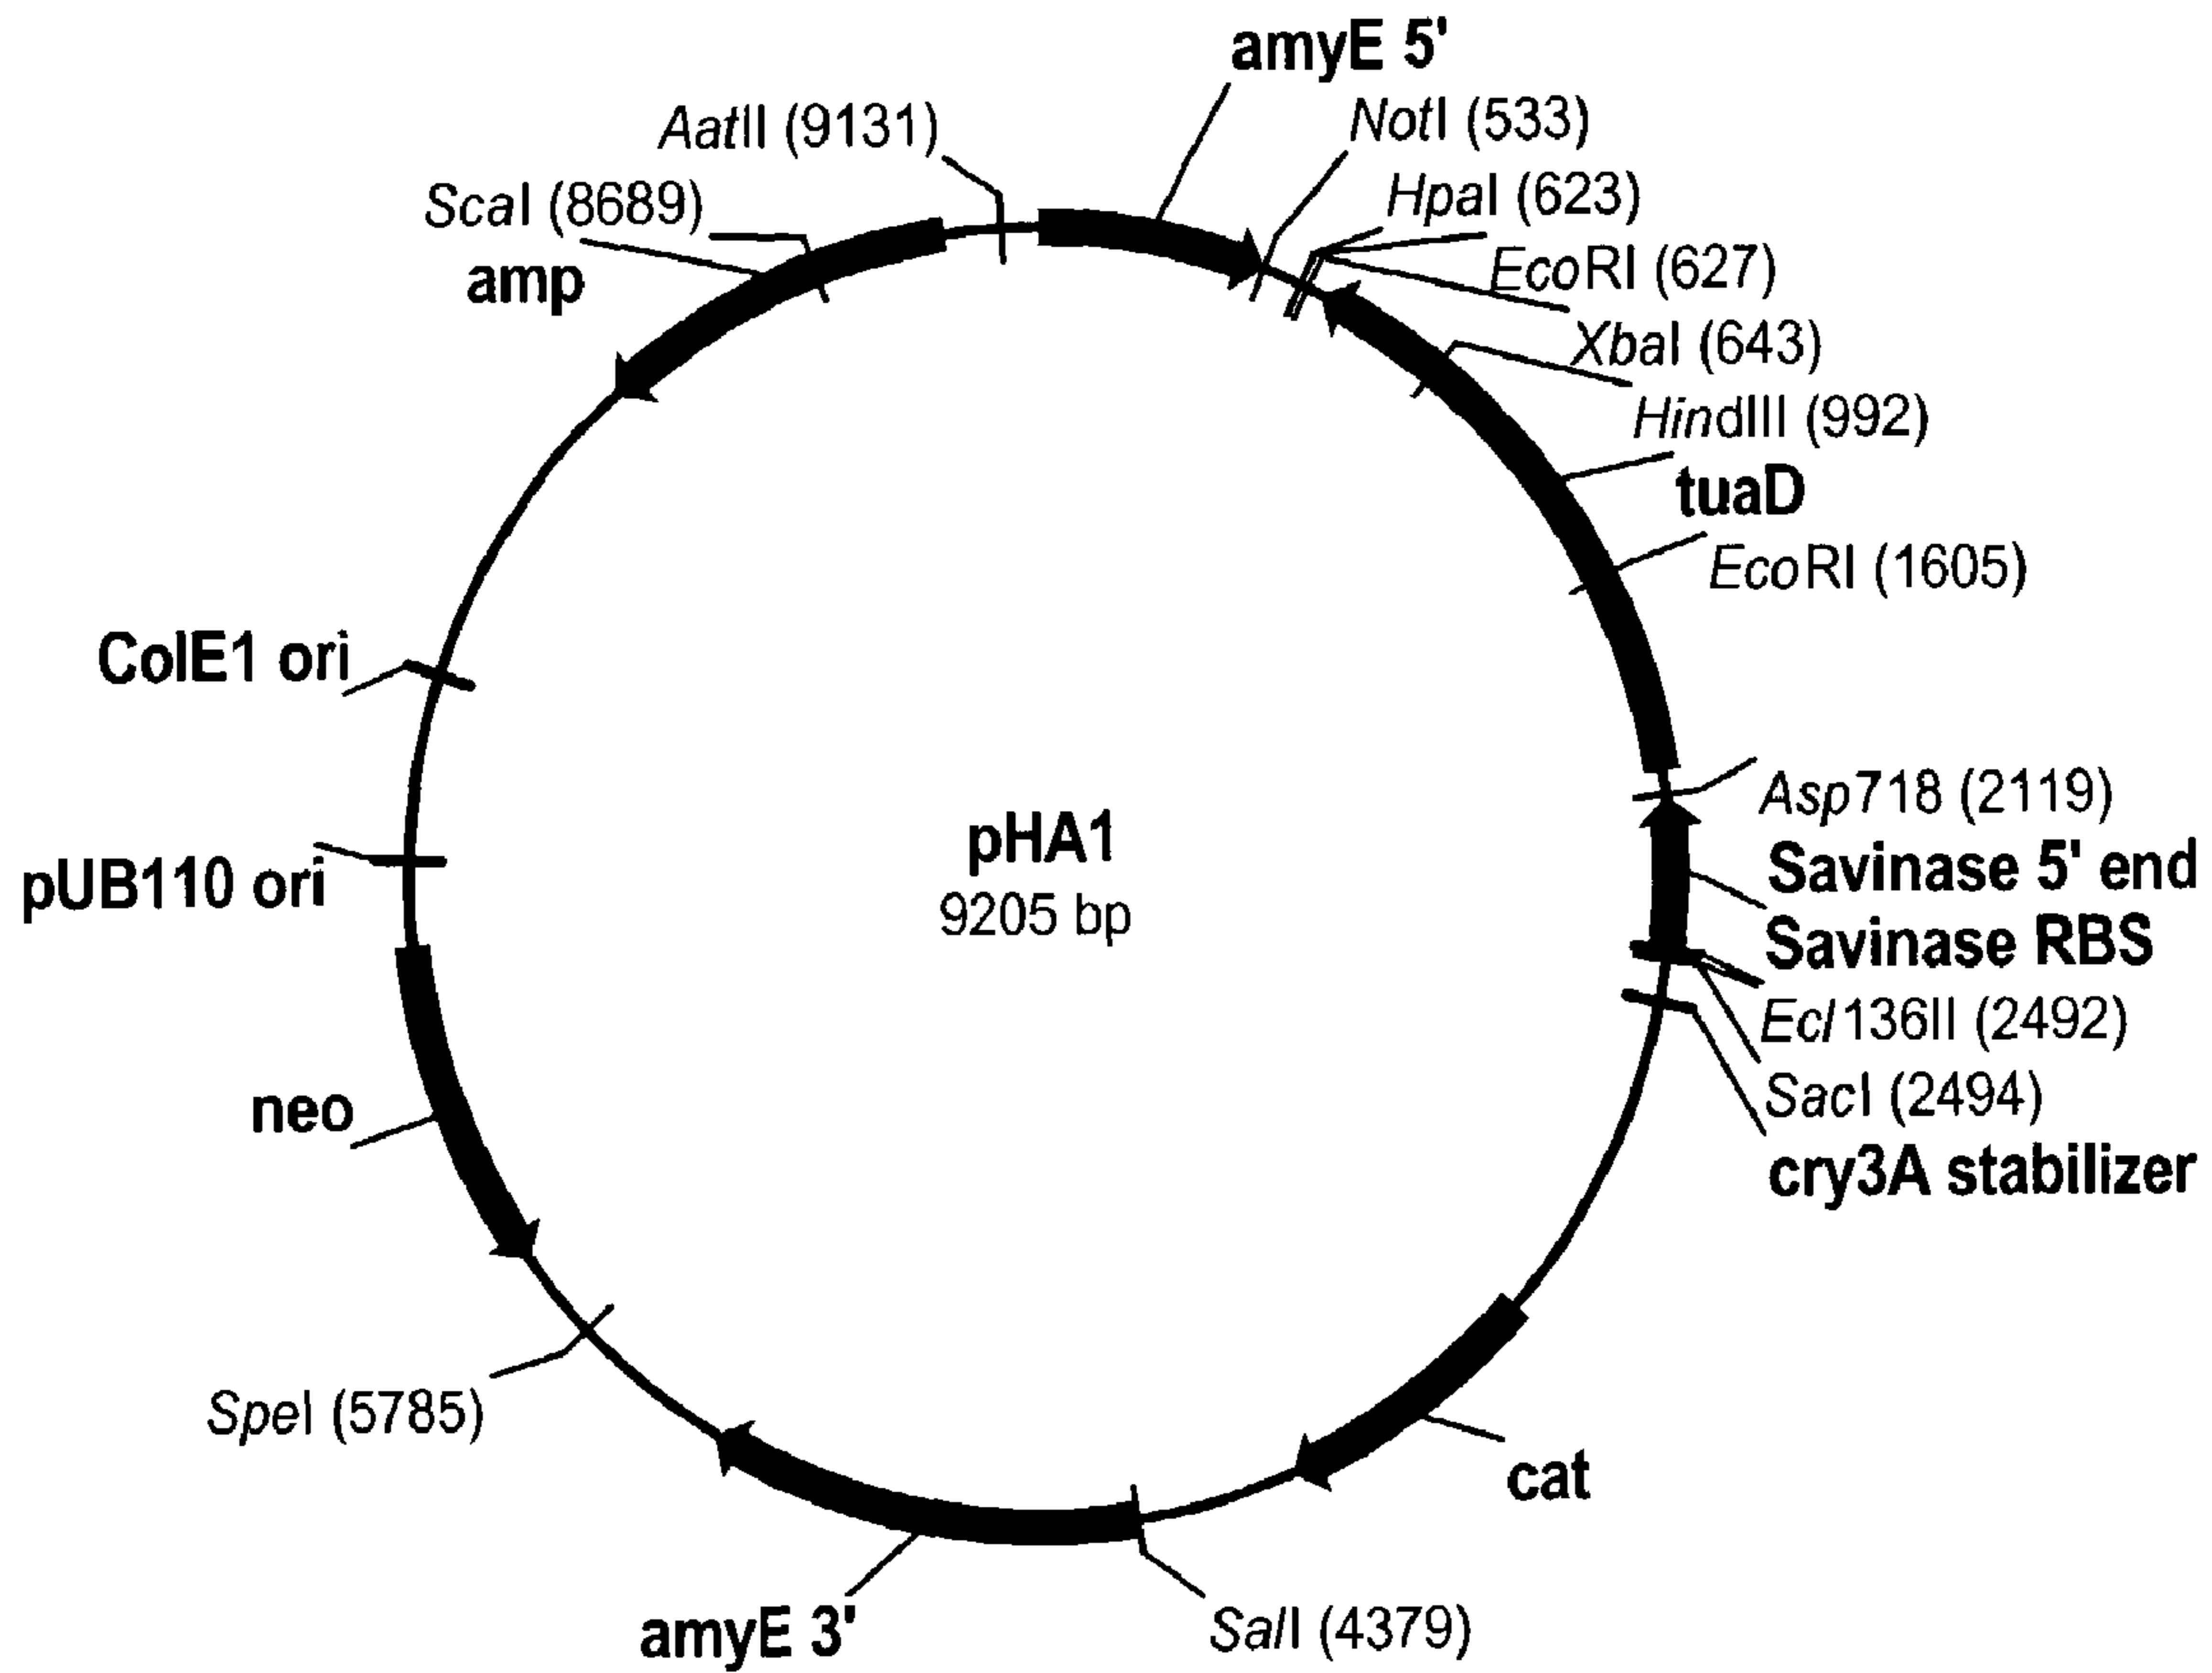 amyE 5'
AatII (9131)
NotI (533)
ScaI (8689)
HpaI (623)
amp
EcoRI (627)
XbaI (643)
HindIII (992)
tuaD
EcoRI (1605)
ColE1 ori
Asp718 (2119)
pHA1
9205 bp
pUB110 ori
Savinase 5' end
Savinase RBS
Ecl136II (2492)
SacI (2494)
neo
cry3A stabilizer
SpeI (5785)
cat
amyE 3'
SalI (4379)